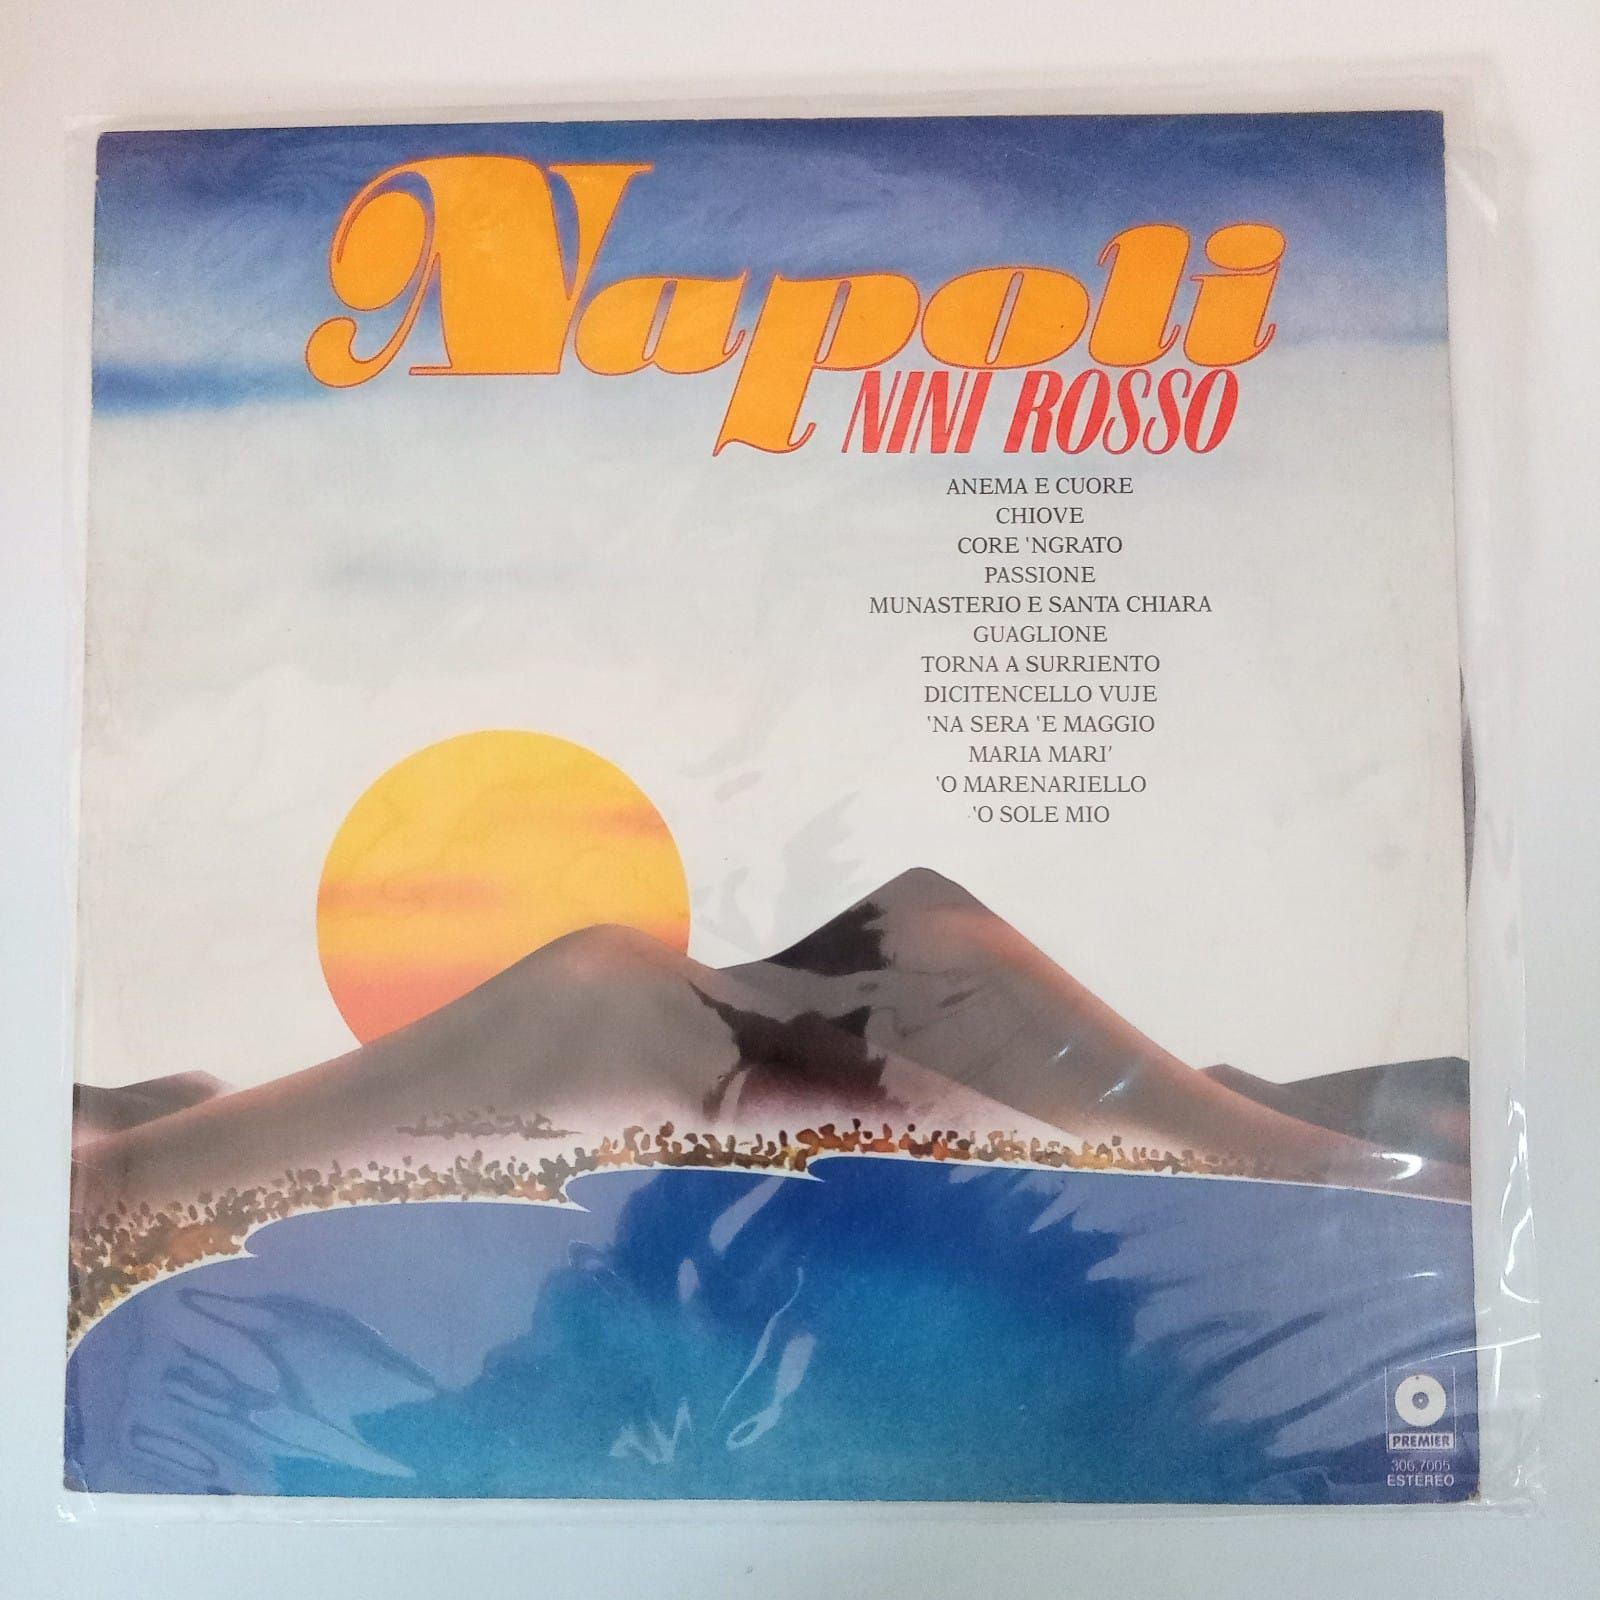 Napoli
NINI ROSSO
ANEMA E CUORE
CHIOVE
CORE 'NGRATO
PASSIONE
MUNASTERIO E SANTA CHIARA
GUAGLIONE
TORNA A SURRIENTO
DICITENCELLO VUJE
'NA SERA 'E MAGGIO
MARIA MARI'
'O MARENARIELLO
'O SOLE MIO
PREMIER
306.7005
ESTÉREO